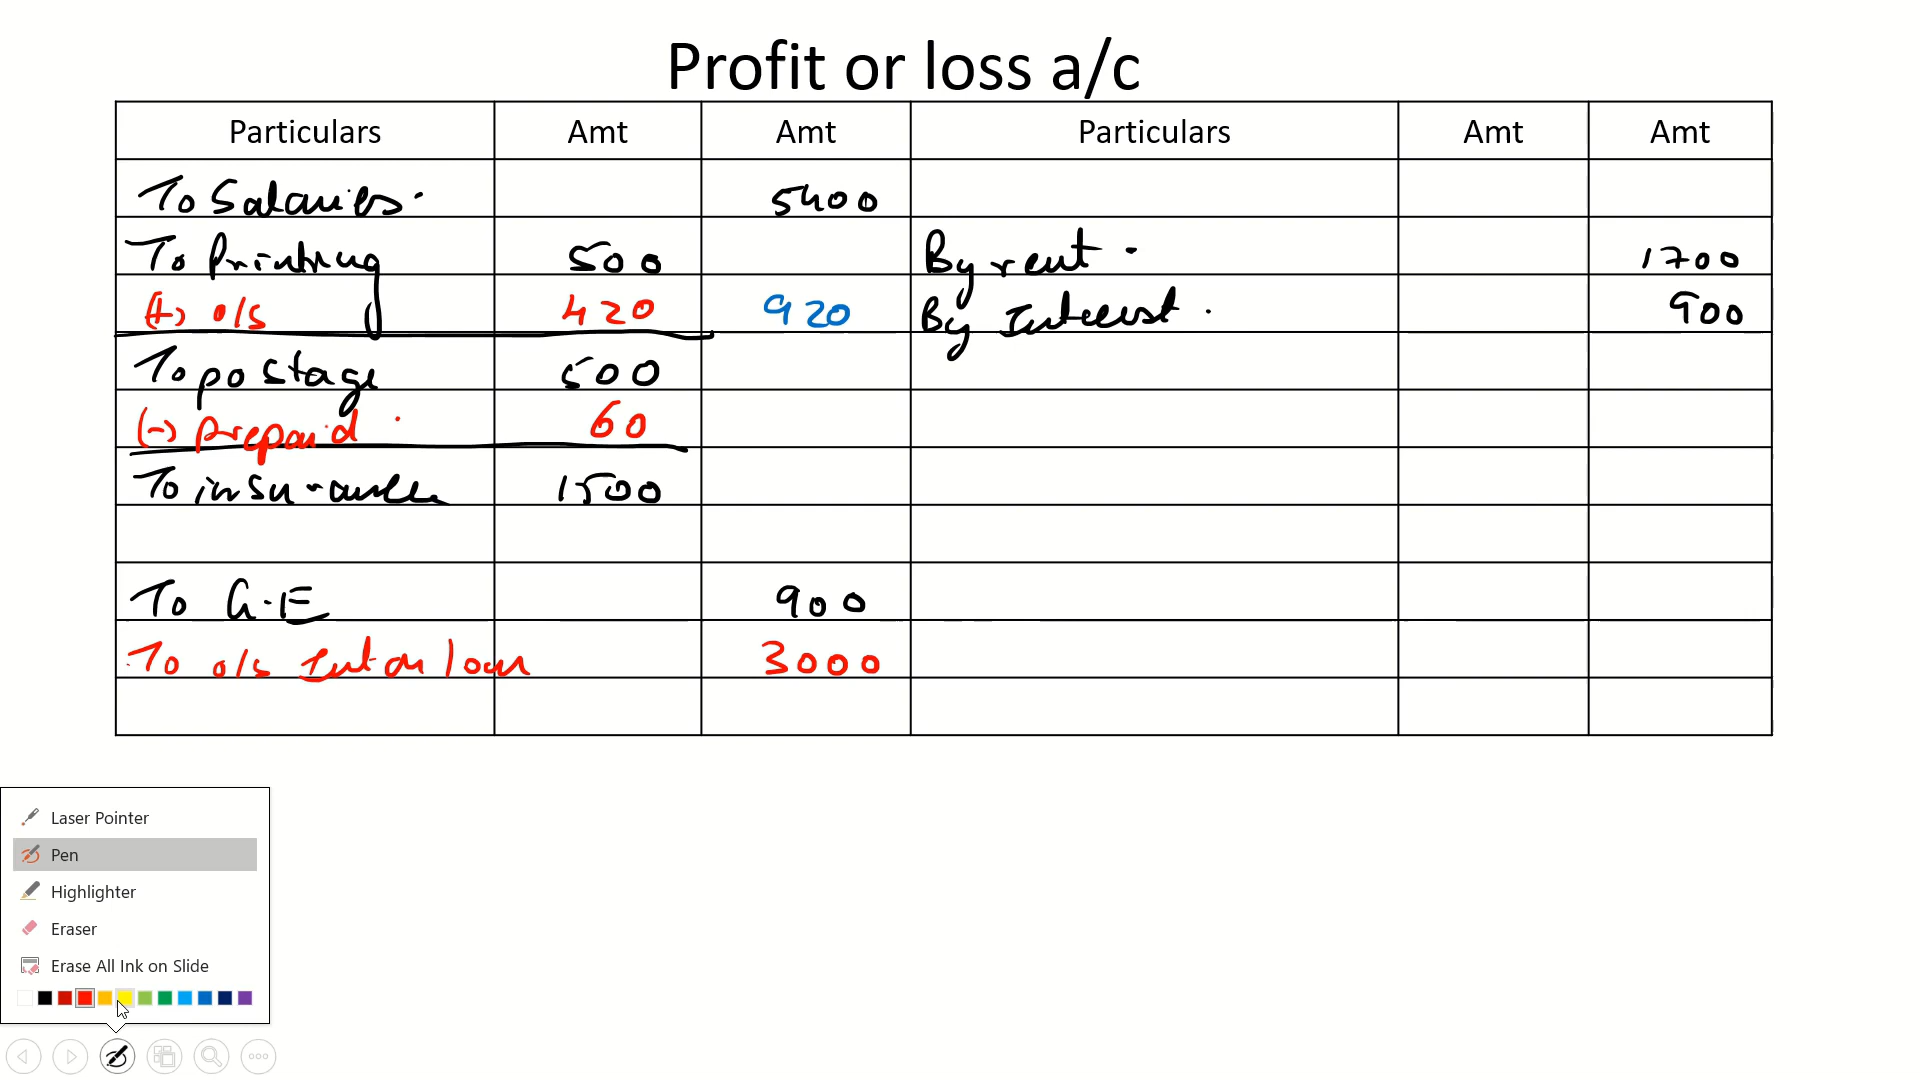 Profit or loss a/c
Particulars Amt Amt Particulars Amt Amt
To Salaries 5400
To Printing 500 By rent 1700
(+) o/s 420 920 By Interest 900
To postage 500
(-) prepaid 60
To insurance 1500
To G.E 900
To o/s Int on loan 3000
Laser Pointer
Pen
Highlighter
Eraser
Erase All Ink on Slide